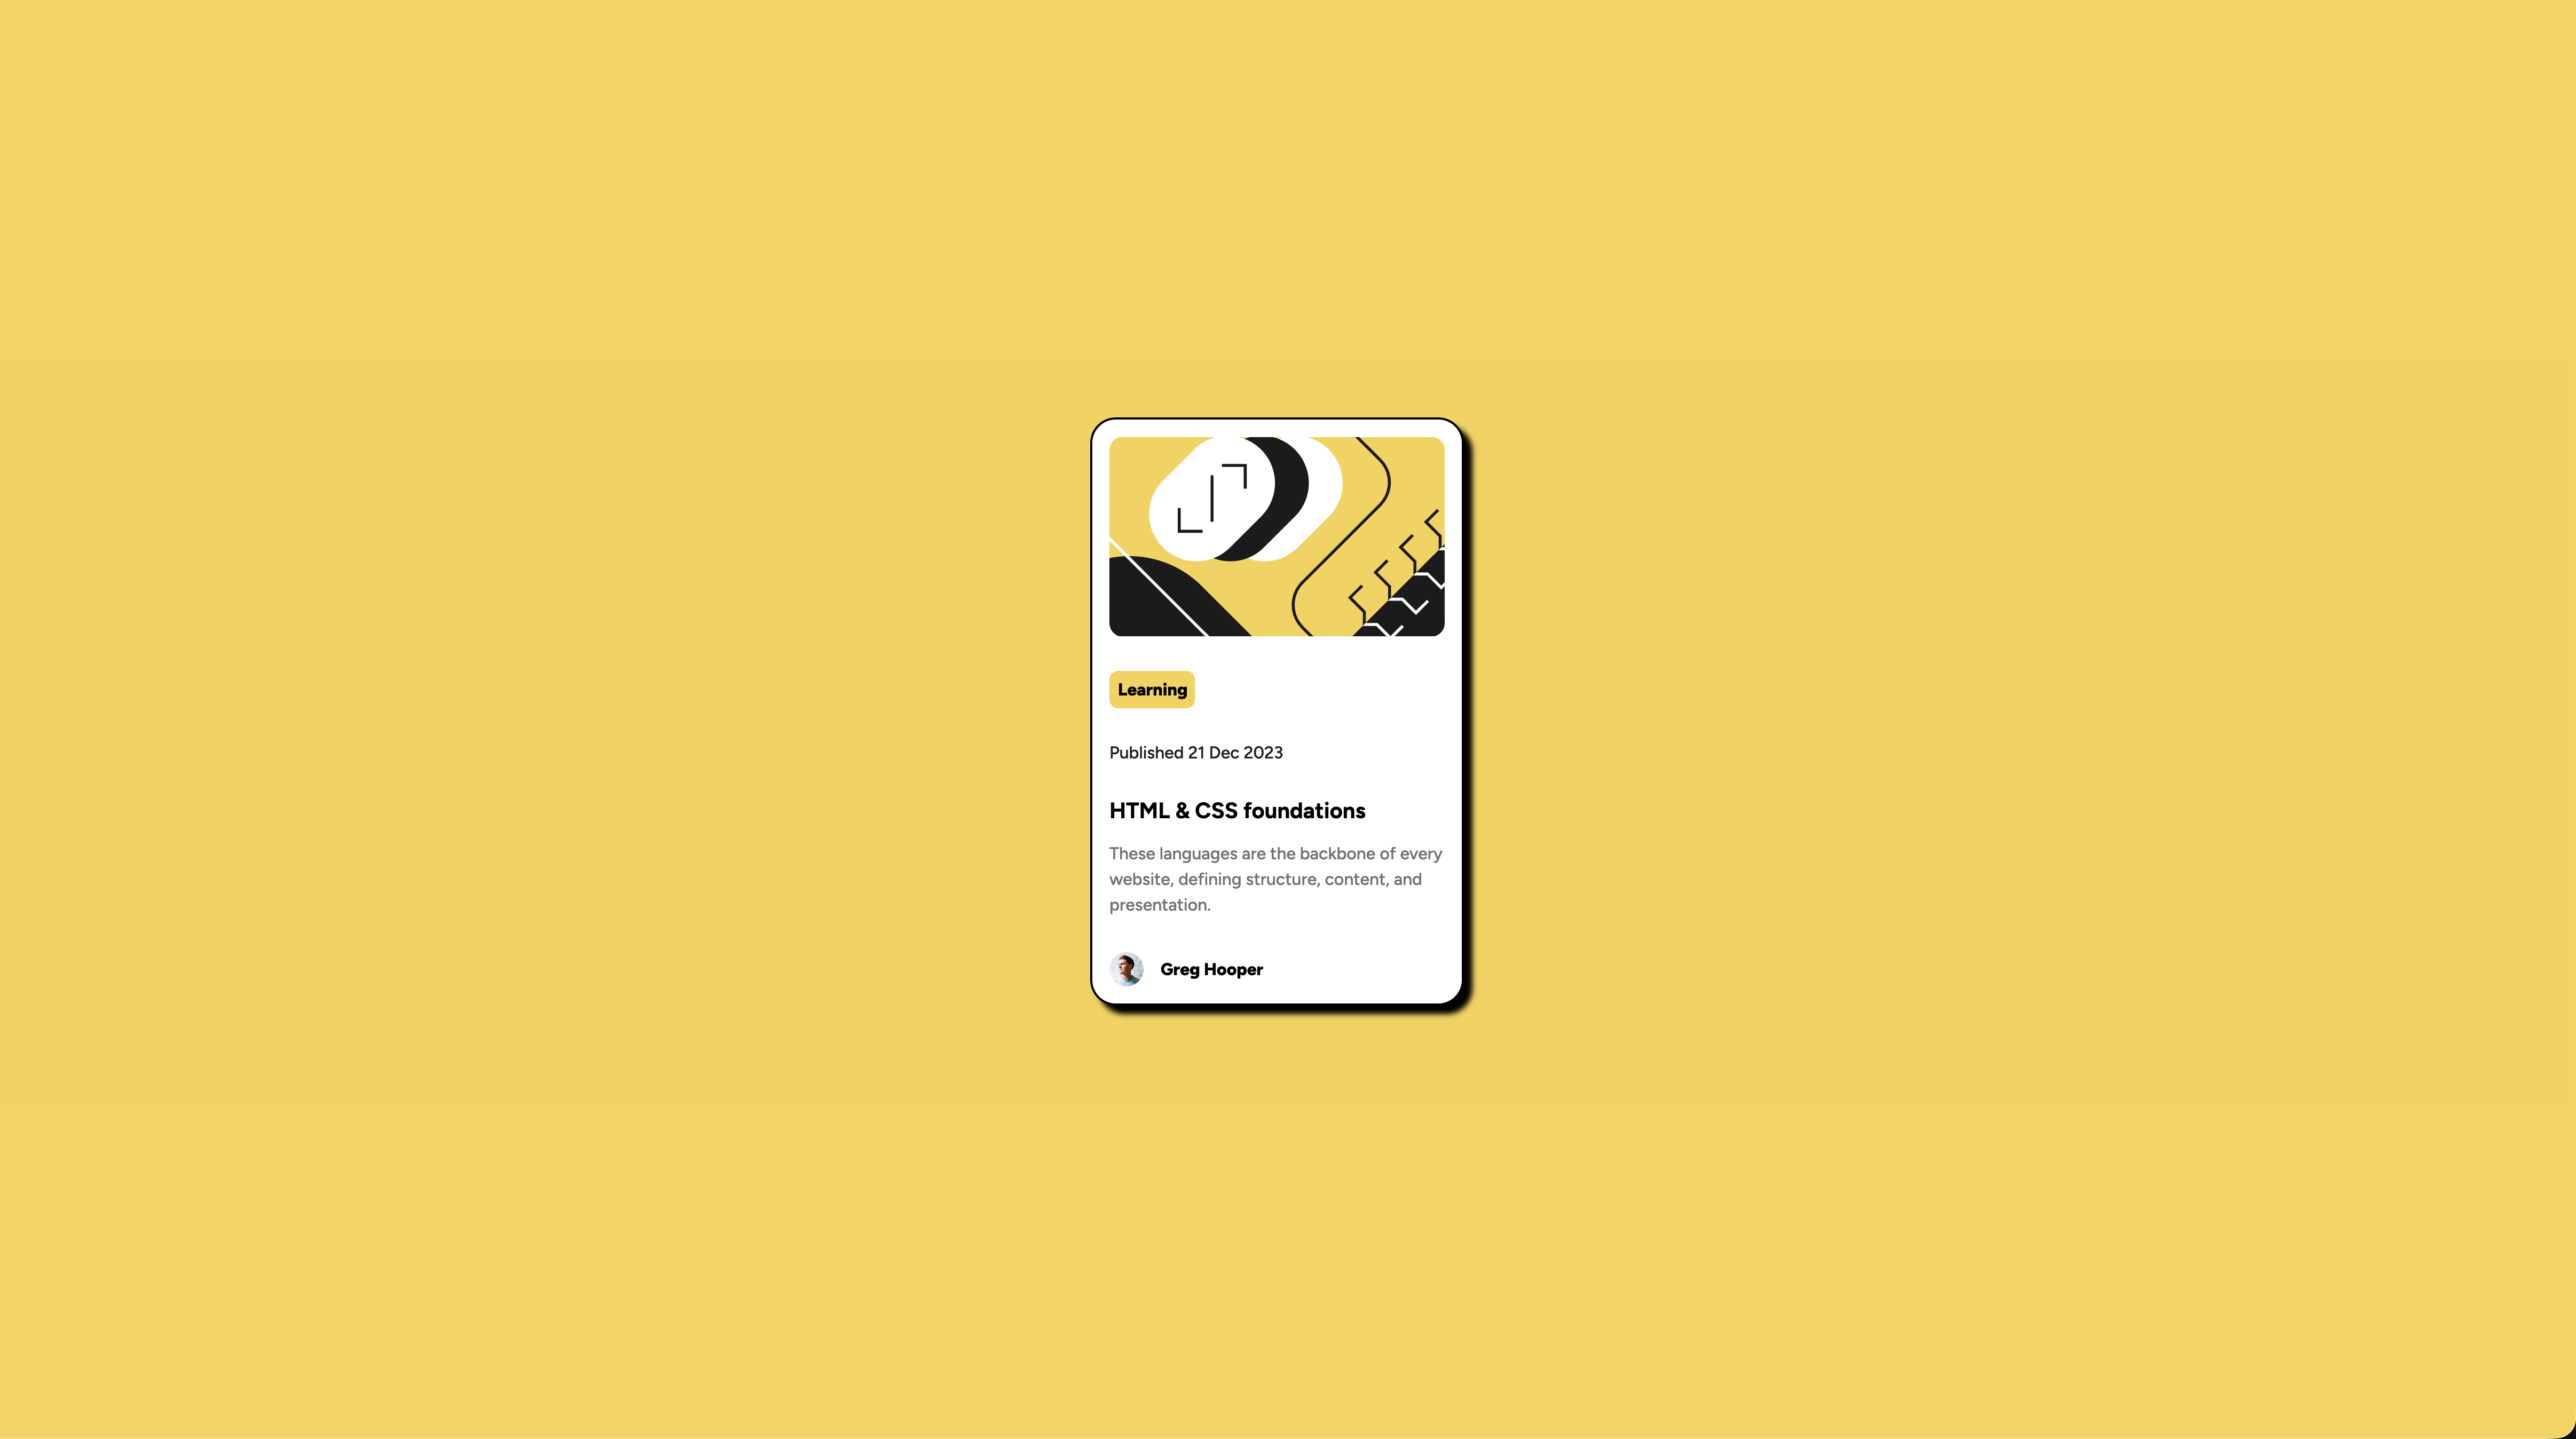 Learning
Published 21 Dec 2023
HTML & CSS foundations
These languages are the backbone of every
website, defining structure, content, and
presentation.
Greg Hooper